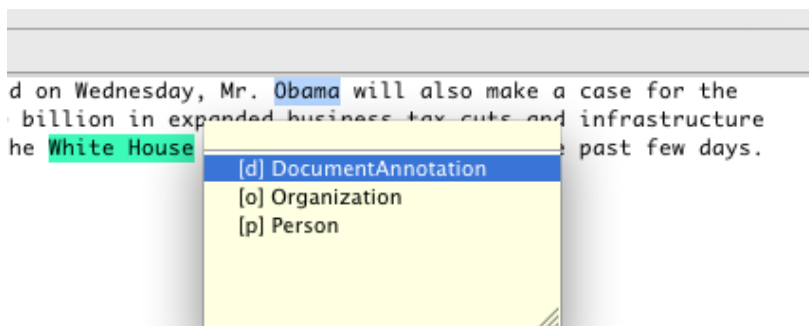 d on Wednesday, Mr. Obama will also make a case for the
billion in expanded business tax cuts and infrastructure
he White House past few days.
[d] DocumentAnnotation
[o] Organization
[p] Person